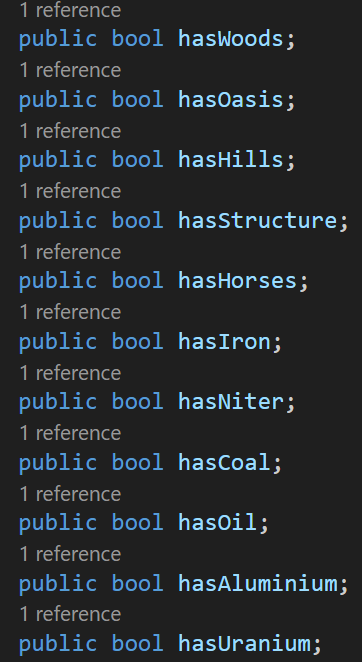 1 reference
public bool hasWoods;
1 reference
public bool hasOasis;
1 reference
public bool hasHills;
1 reference
public bool hasStructure;
1 reference
public bool hasHorses;
1 reference
public bool hasIron;
1 reference
public bool hasNiter;
1 reference
public bool hasCoal;
1 reference
public bool hasOil;
1 reference
public bool hasAluminium;
1 reference
public bool hasUranium;